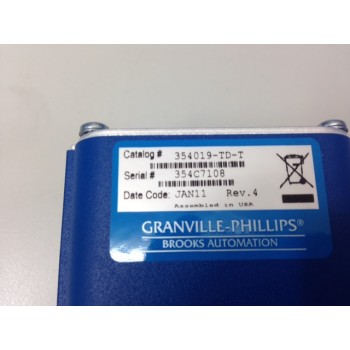 Catalog # 354019-TD-T
Serial # 354C7108
Date Code: JAN11 Rev.4
Assembled in USA
GRANVILLE-PHILLIPS®
BROOKS AUTOMATION